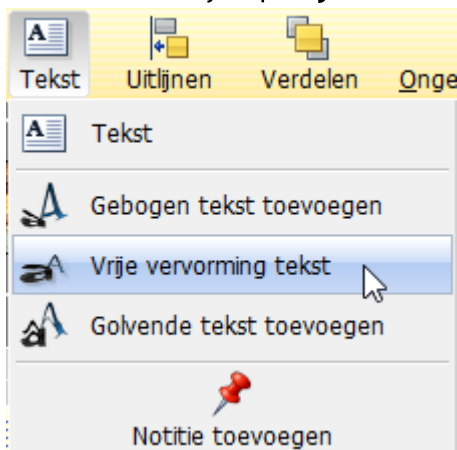 Tekst Uitlijnen Verdelen Onge
Tekst
Gebogen tekst toevoegen
Vrije vervorming tekst
Golvende tekst toevoegen
Notitie toevoegen